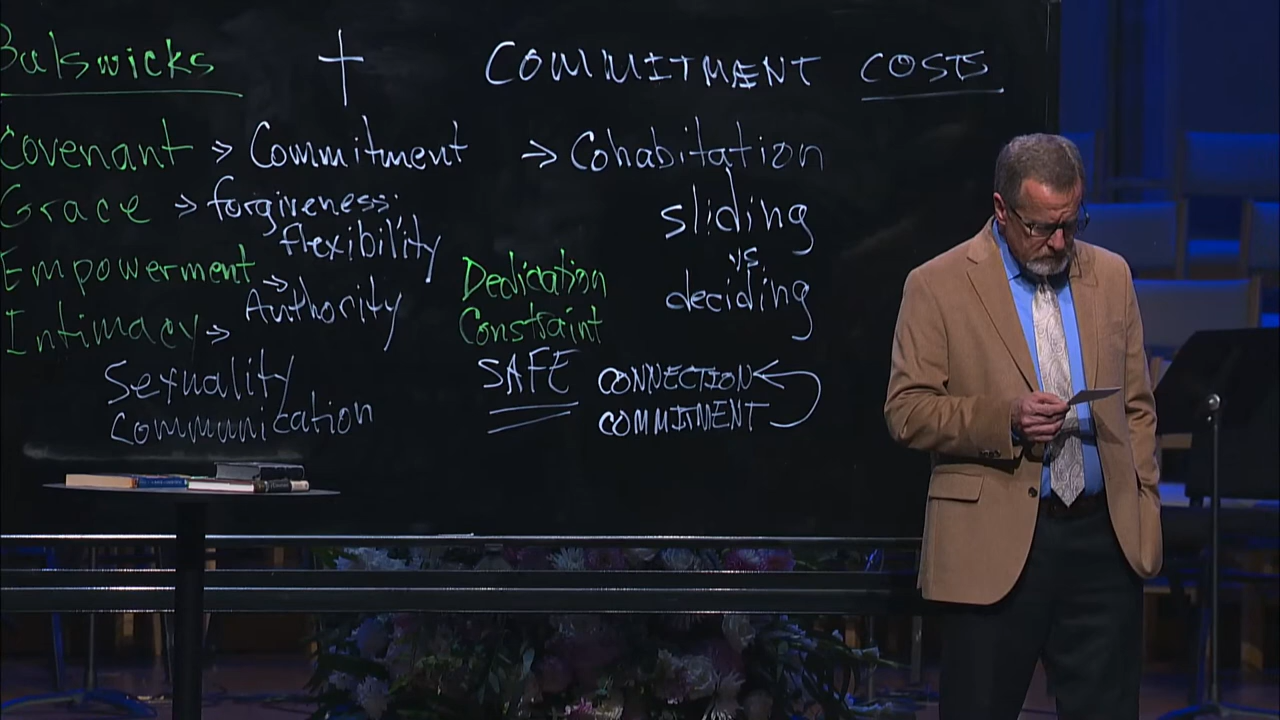 Balswicks
Covenant → Commitment
Grace → forgiveness:
flexibility
Empowerment →
Authority
Intimacy →
Sexuality
Communication
COMMITMENT COSTS
→ Cohabitation
sliding
vs
deciding
Dedication
Constraint
SAFE CONNECTION
COMMITMENT